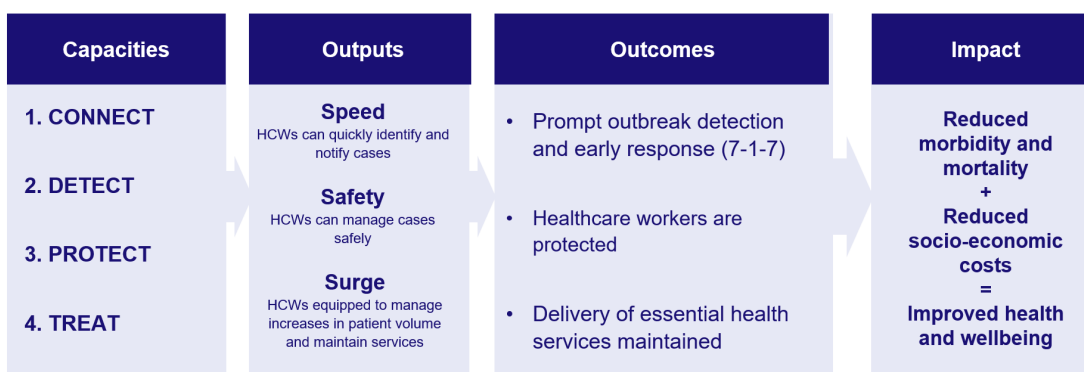 Capacities
1. CONNECT
2. DETECT
3. PROTECT
4. TREAT
Outputs
Speed
HCWs can quickly identify and
notify cases
Safety
HCWs can manage cases
safely
Surge
HCWs equipped to manage
increases in patient volume
and maintain services
Outcomes
• Prompt outbreak detection
and early response (7-1-7)
• Healthcare workers are
protected
• Delivery of essential health
services maintained
Impact
Reduced
morbidity and
mortality
+
Reduced
socio-economic
costs
=
Improved health
and wellbeing